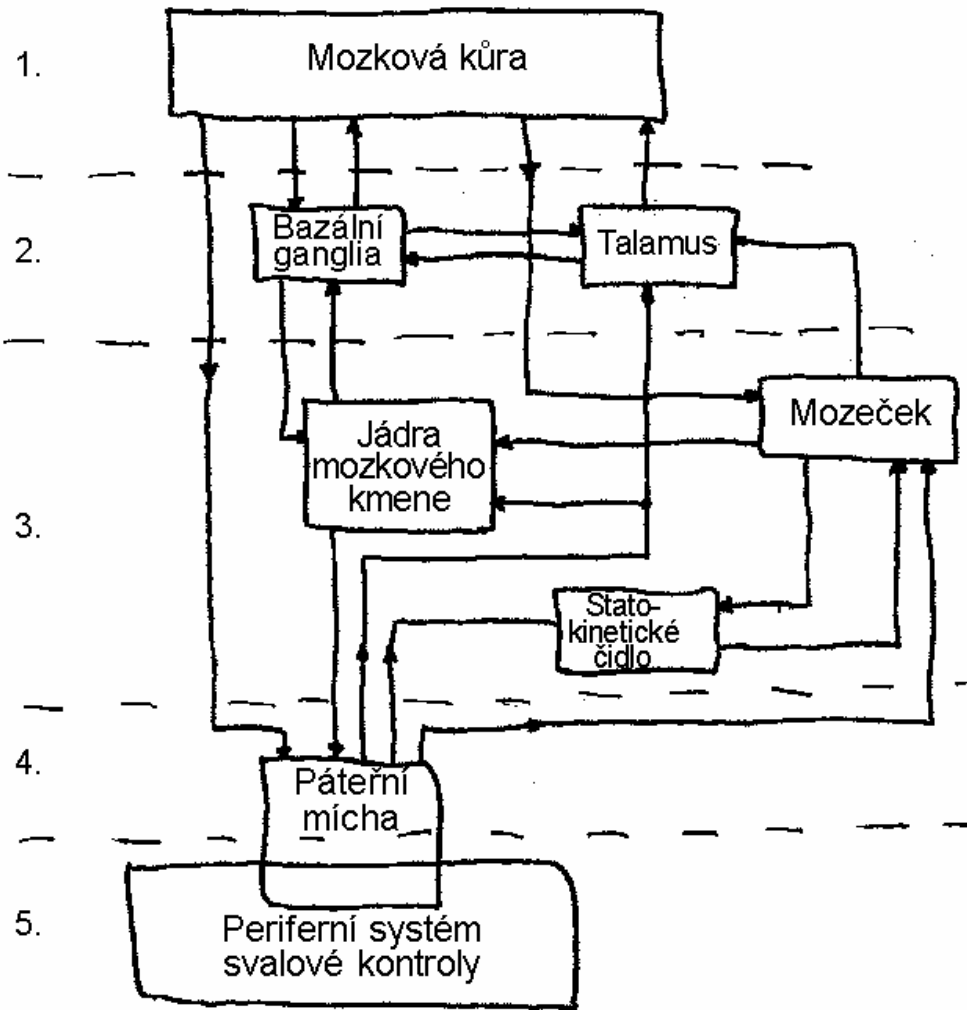 1.
Mozková kůra
2.
Bazální
ganglia
Talamus
Mozeček
3.
Jádra
mozkového
kmene
Stato-
kinetické
čidlo
4.
Páteřní
mícha
5.
Periferní systém
svalové kontroly